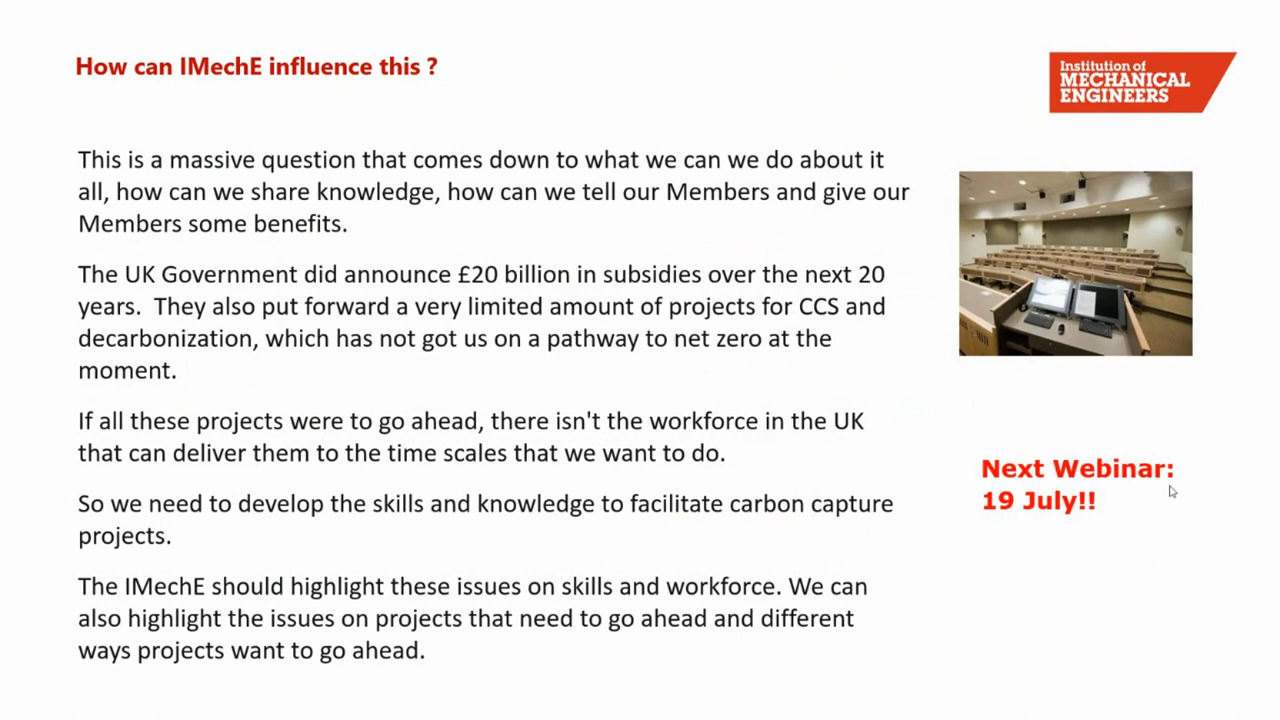 How can IMechE influence this ?
Institution of
MECHANICAL
ENGINEERS
This is a massive question that comes down to what we can we do about it
all, how can we share knowledge, how can we tell our Members and give our
Members some benefits.
The UK Government did announce £20 billion in subsidies over the next 20
years.  They also put forward a very limited amount of projects for CCS and
decarbonization, which has not got us on a pathway to net zero at the
moment.
If all these projects were to go ahead, there isn't the workforce in the UK
that can deliver them to the time scales that we want to do.
So we need to develop the skills and knowledge to facilitate carbon capture
projects.
The IMechE should highlight these issues on skills and workforce. We can
also highlight the issues on projects that need to go ahead and different
ways projects want to go ahead.
Next Webinar:
19 July!!